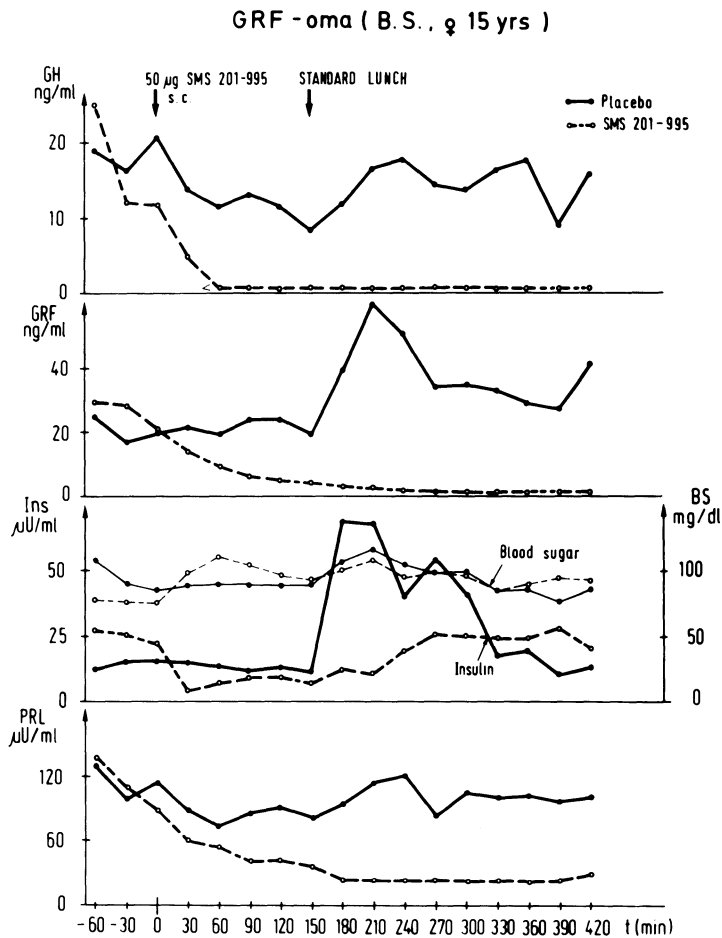 GRF-oma ( B.S., ♀ 15 yrs )
GH
ng/ml
50 µg SMS 201-995
s.c.
STANDARD LUNCH
Placebo
SMS 201-995
20
10
0
<
GRF
ng/ml
40
20
0
Ins
µU/ml
BS
mg/dl
50
25
0
100
50
0
Blood sugar
Insulin
PRL
µU/ml
120
60
0
-60 -30 0 30 60 90 120 150 180 210 240 270 300 330 360 390 420 t (min)